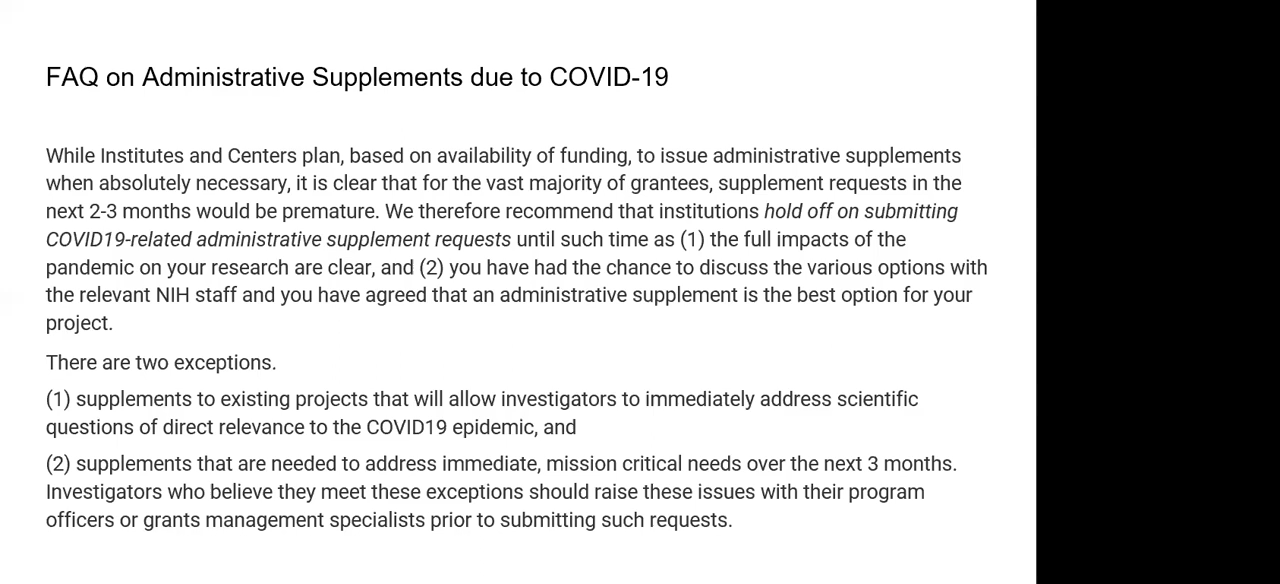 FAQ on Administrative Supplements due to COVID-19
While Institutes and Centers plan, based on availability of funding, to issue administrative supplements
when absolutely necessary, it is clear that for the vast majority of grantees, supplement requests in the
next 2-3 months would be premature. We therefore recommend that institutions hold off on submitting
COVID19-related administrative supplement requests until such time as (1) the full impacts of the
pandemic on your research are clear, and (2) you have had the chance to discuss the various options with
the relevant NIH staff and you have agreed that an administrative supplement is the best option for your
project.
There are two exceptions.
(1) supplements to existing projects that will allow investigators to immediately address scientific
questions of direct relevance to the COVID19 epidemic, and
(2) supplements that are needed to address immediate, mission critical needs over the next 3 months.
Investigators who believe they meet these exceptions should raise these issues with their program
officers or grants management specialists prior to submitting such requests.